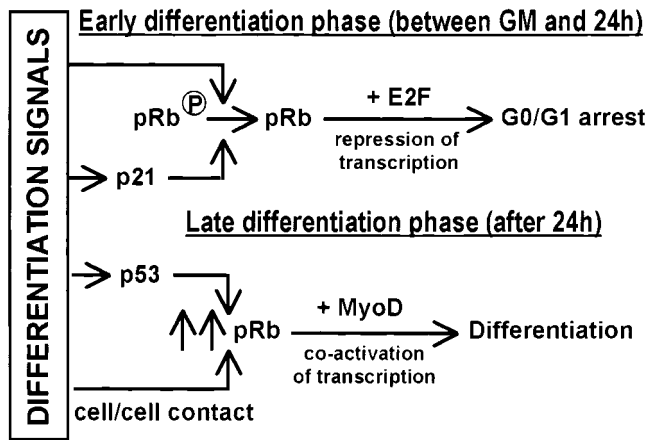 DIFFERENTIATION SIGNALS
Early differentiation phase (between GM and 24h)
pRb P pRb + E2F G0/G1 arrest
repression of
transcription
p21
Late differentiation phase (after 24h)
p53
pRb + MyoD Differentiation
co-activation
of transcription
cell/cell contact